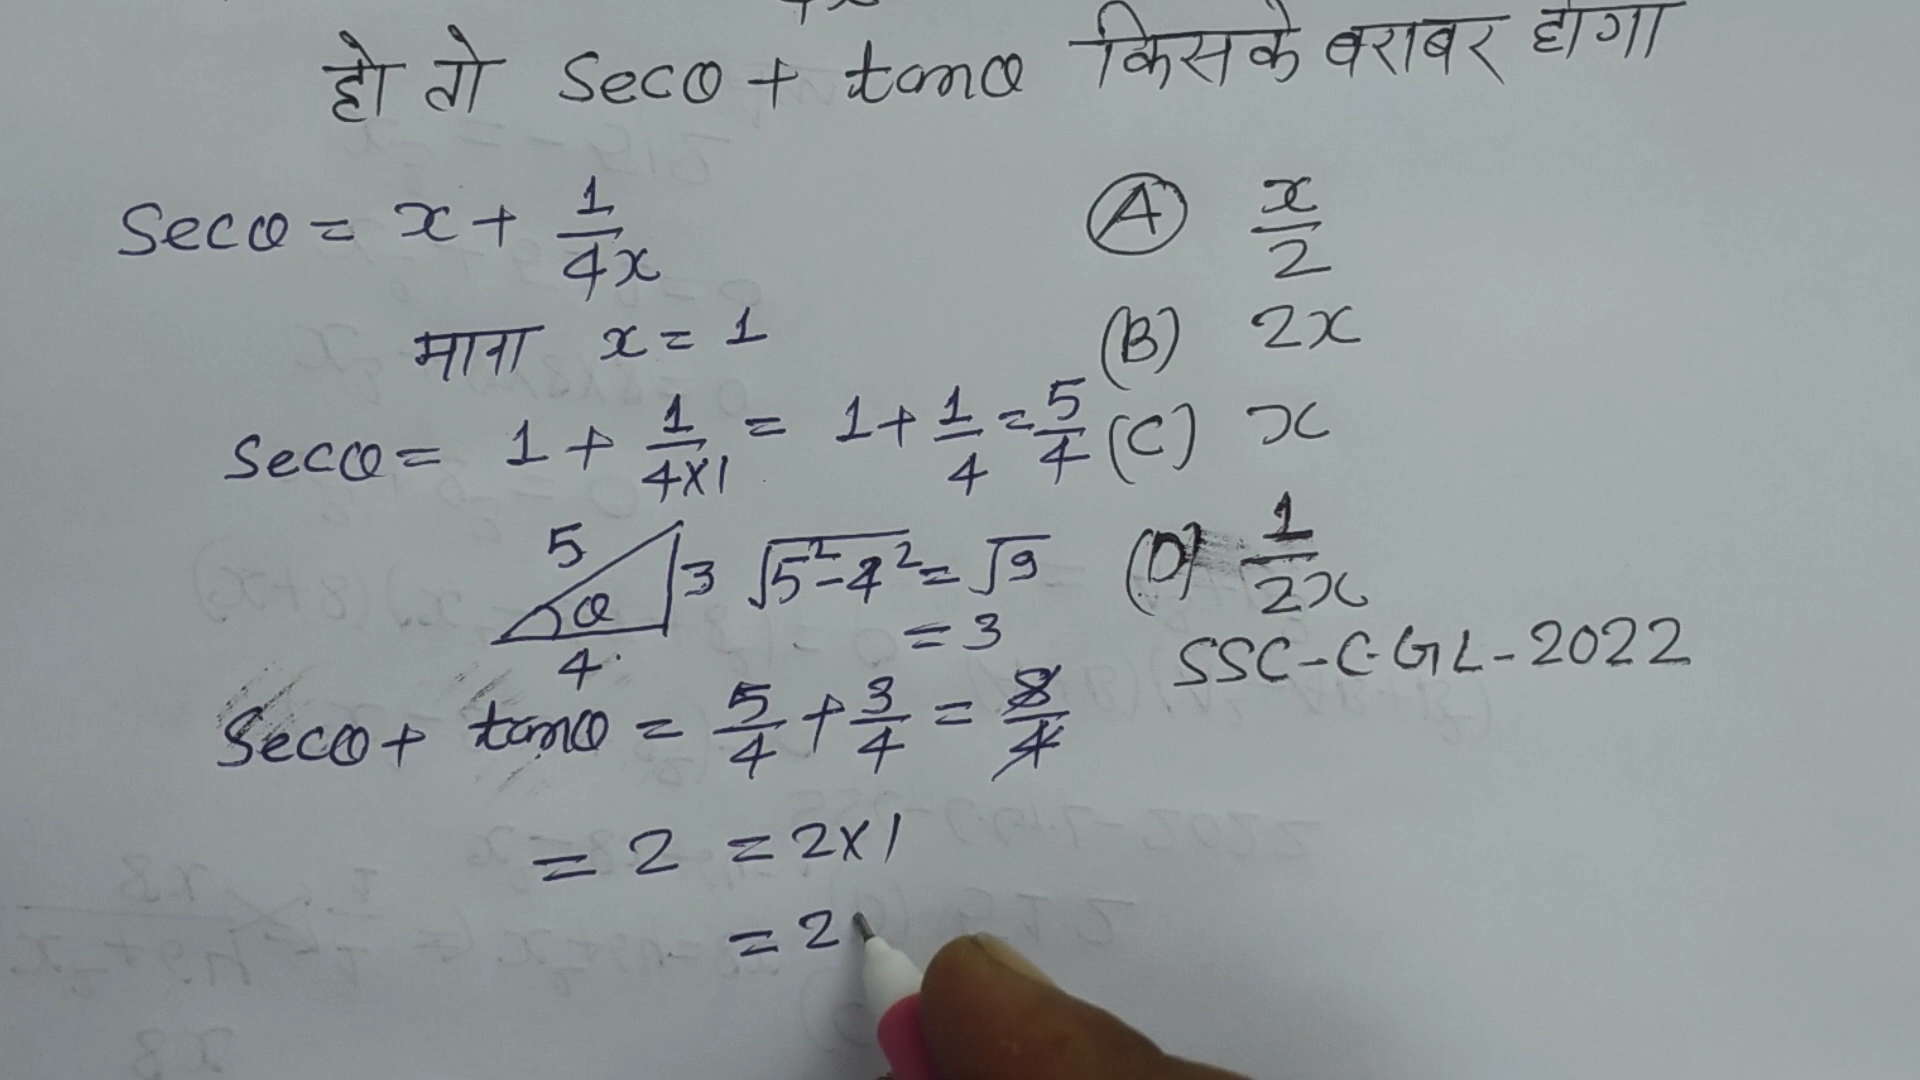 हो तो Secθ + tanθ किसके बराबर होगा
Secθ = x + 1/4x
माना x = 1
Secθ = 1 + 1/4×1 = 1 + 1/4 = 5/4
5 3 θ 4 √5²-4² = √9
= 3
Secθ + tanθ = 5/4 + 3/4 = 8/4
= 2 = 2×1
= 2
(A) x/2
(B) 2x
(C) x
(D) 1/2x
SSC-CGL-2022